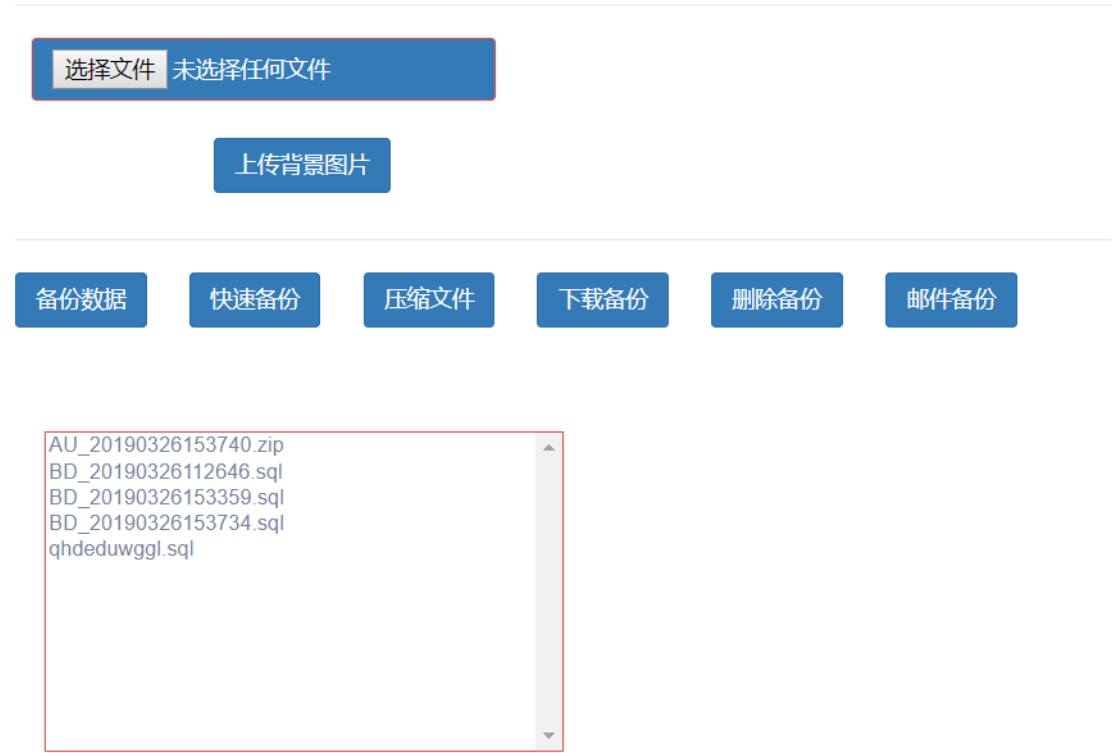 选择文件 未选择任何文件
上传背景图片
备份数据 快速备份 压缩文件 下载备份 删除备份 邮件备份
AU_20190326153740.zip
BD_20190326112646.sql
BD_20190326153359.sql
BD_20190326153734.sql
qhdeduwggl.sql